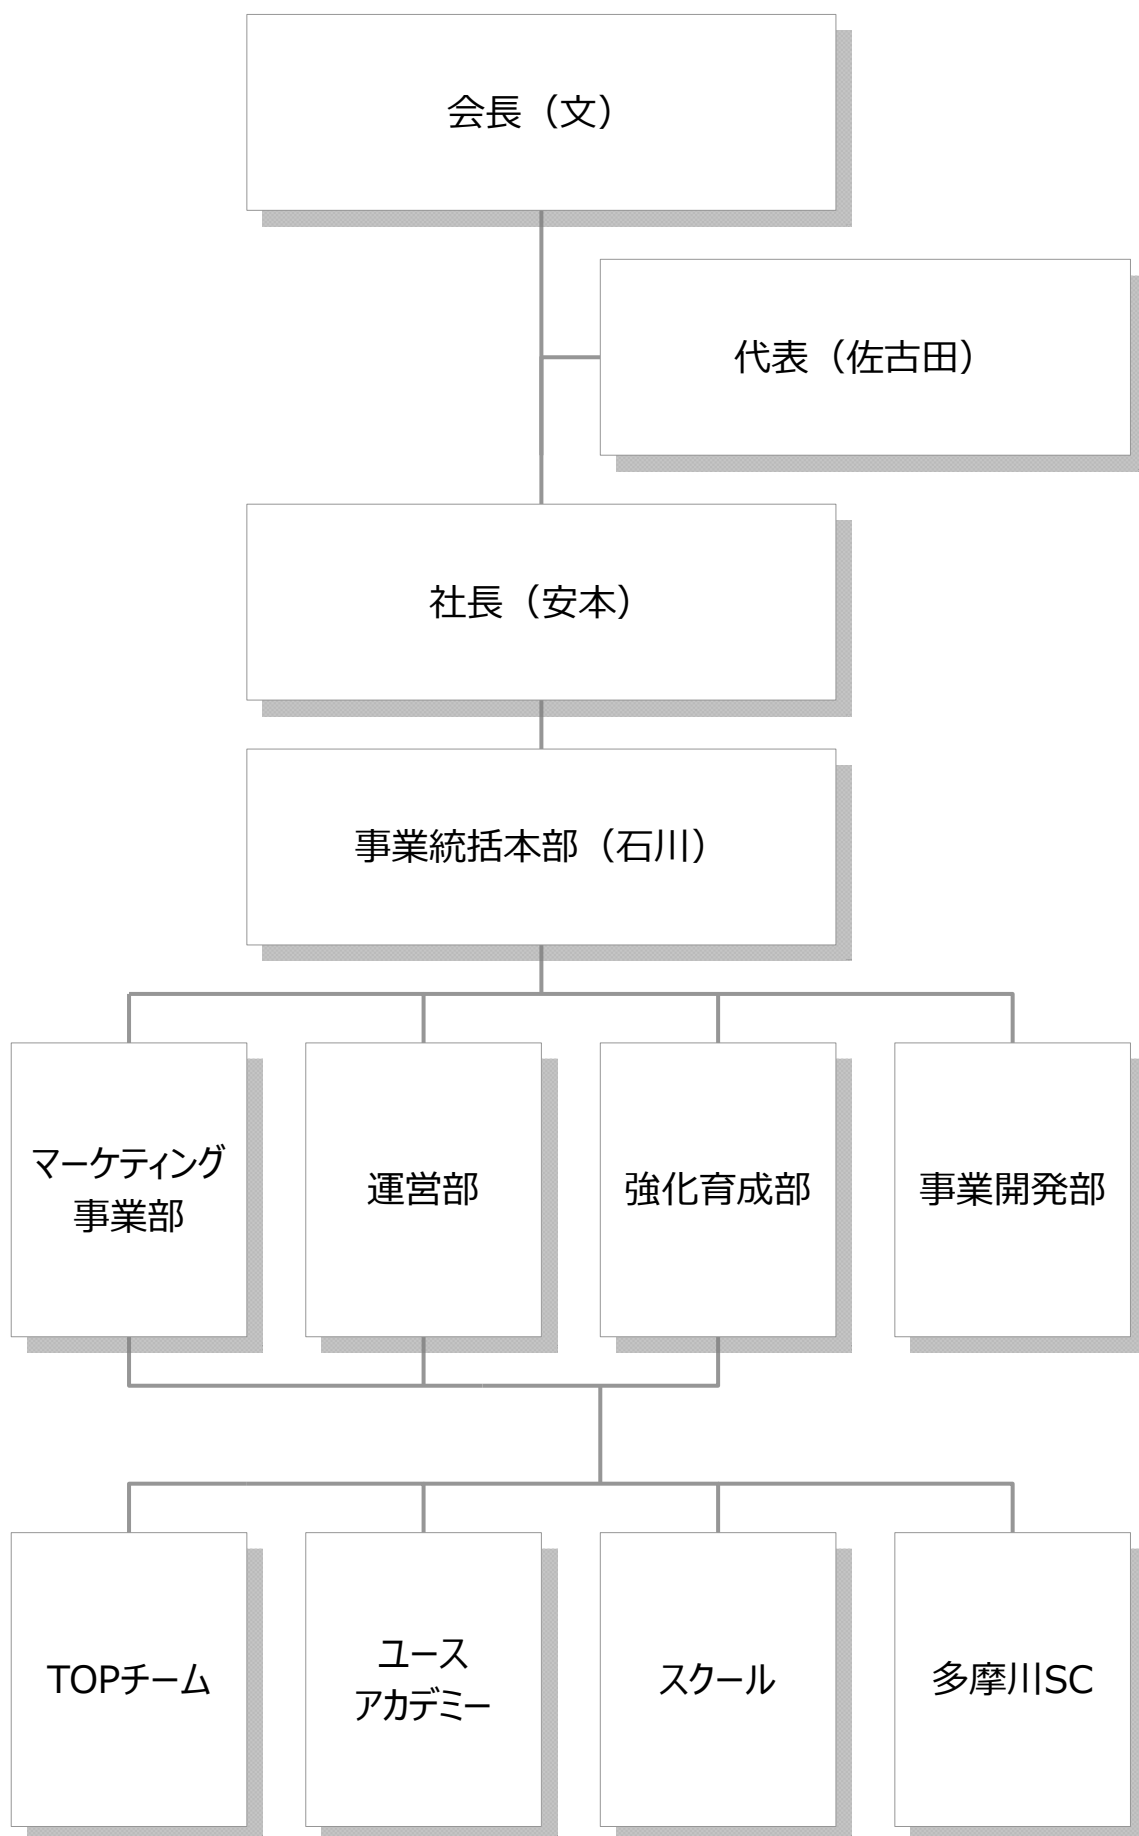 会長（文）
代表（佐古田）
社長（安本）
事業統括本部（石川）
マーケティング
事業部
運営部
強化育成部
事業開発部
TOPチーム
ユース
アカデミー
スクール
多摩川SC